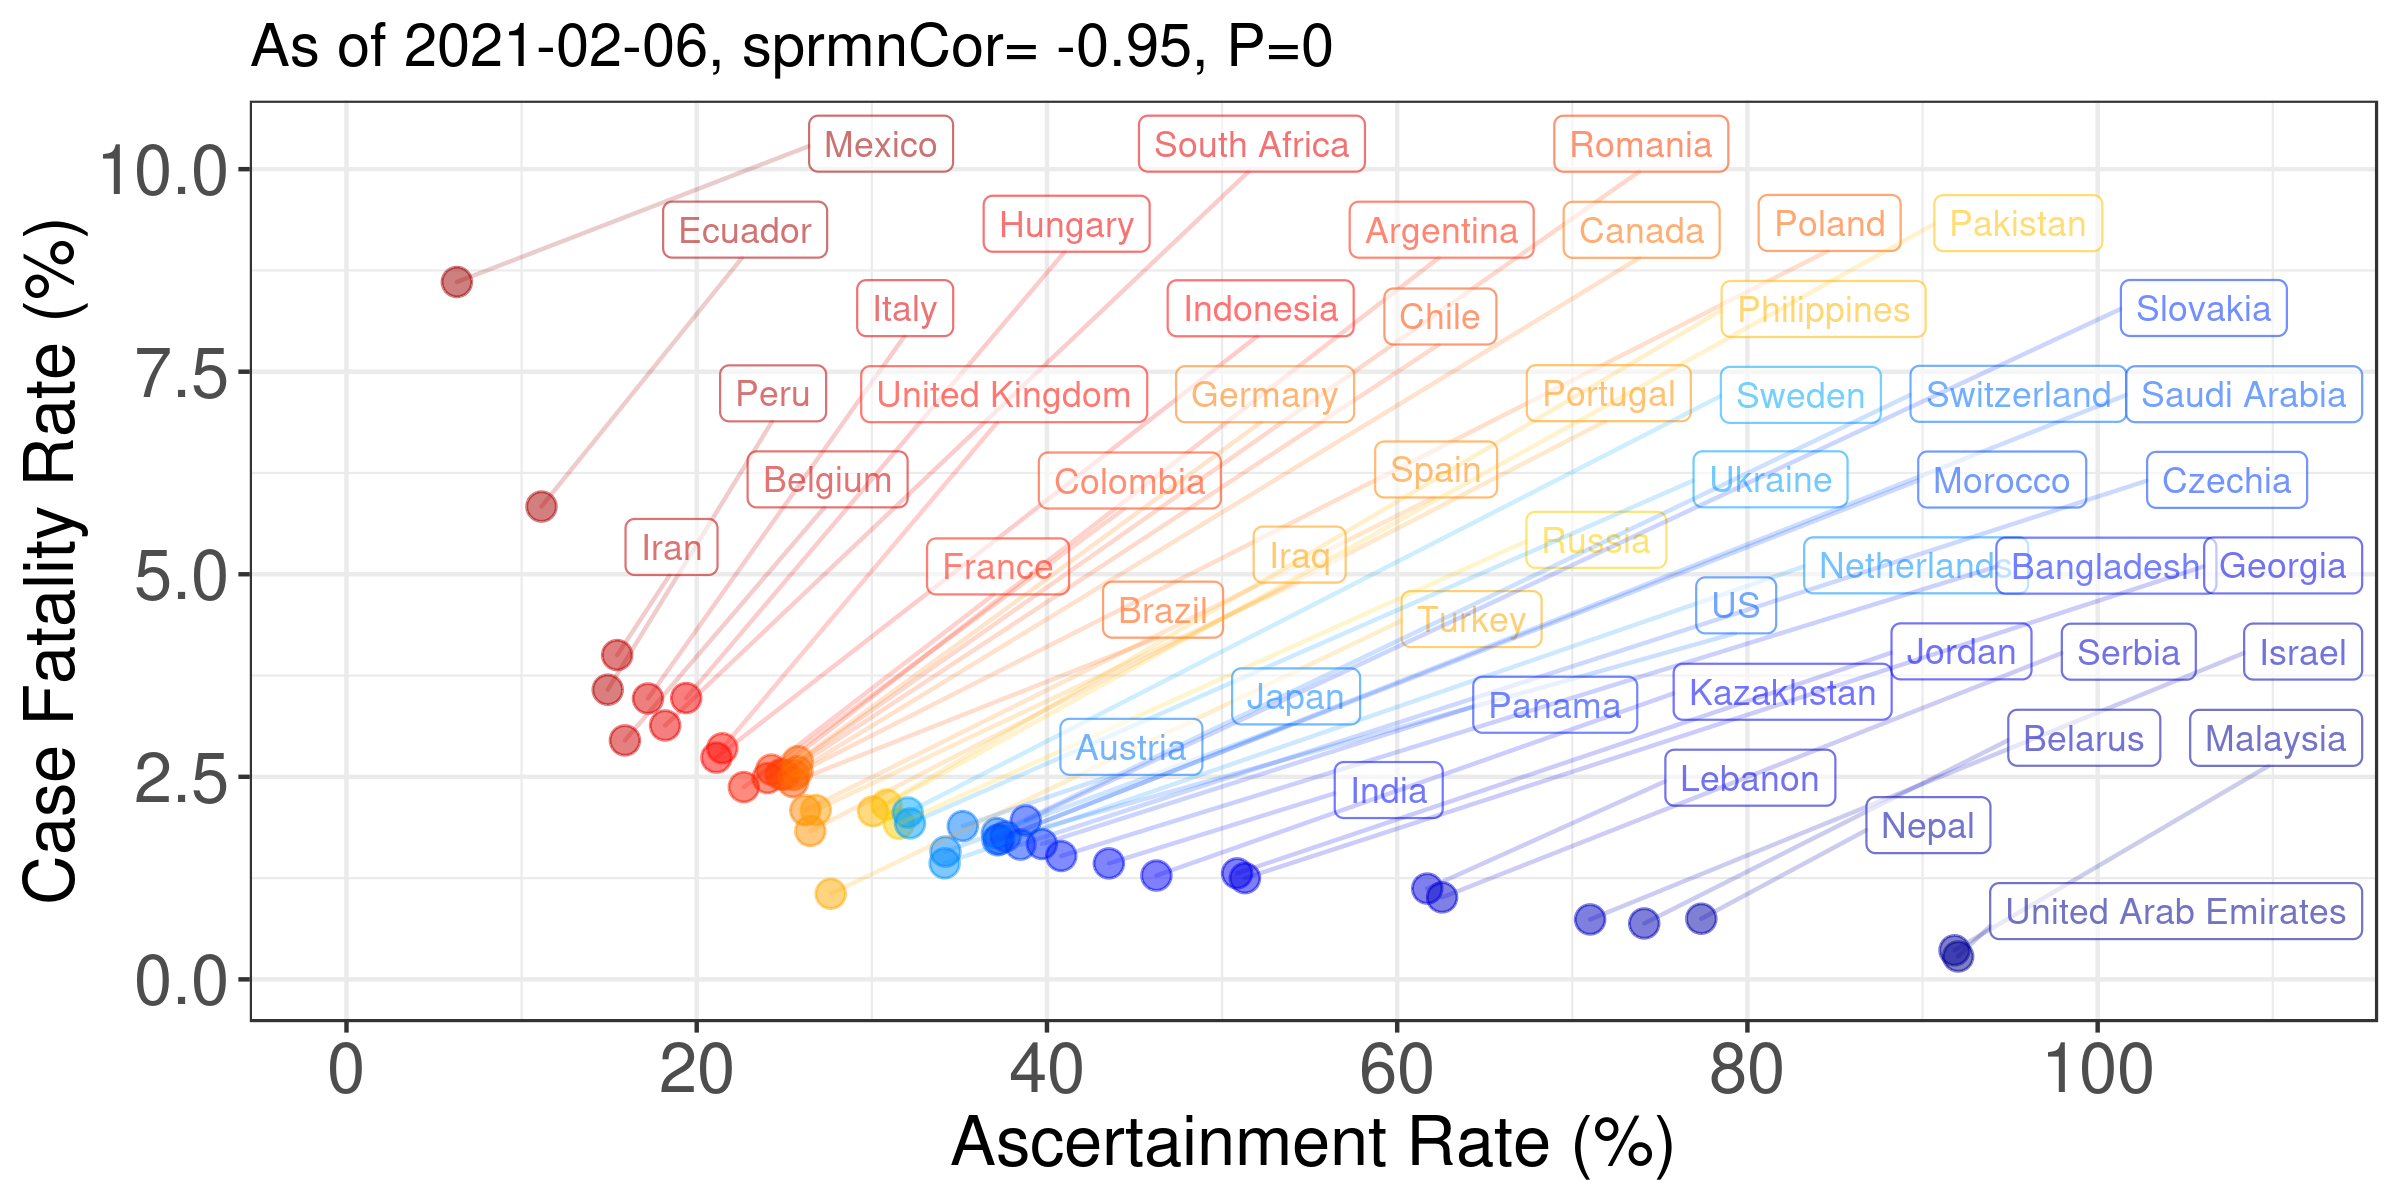 As of 2021-02-06, sprmnCor= -0.95, P=0
Case Fatality Rate (%)
10.0
7.5
5.0
2.5
0.0
Mexico
South Africa
Romania
Ecuador
Hungary
Argentina
Canada
Poland
Pakistan
Italy
Indonesia
Chile
Philippines
Slovakia
Peru
United Kingdom
Germany
Portugal
Sweden
Switzerland
Saudi Arabia
Belgium
Colombia
Spain
Ukraine
Morocco
Czechia
Iran
France
Iraq
Russia
Netherlands
Bangladesh
Georgia
Brazil
Turkey
US
Jordan
Serbia
Israel
Japan
Panama
Kazakhstan
Austria
Belarus
Malaysia
India
Lebanon
Nepal
United Arab Emirates
0
20
40
60
80
100
Ascertainment Rate (%)